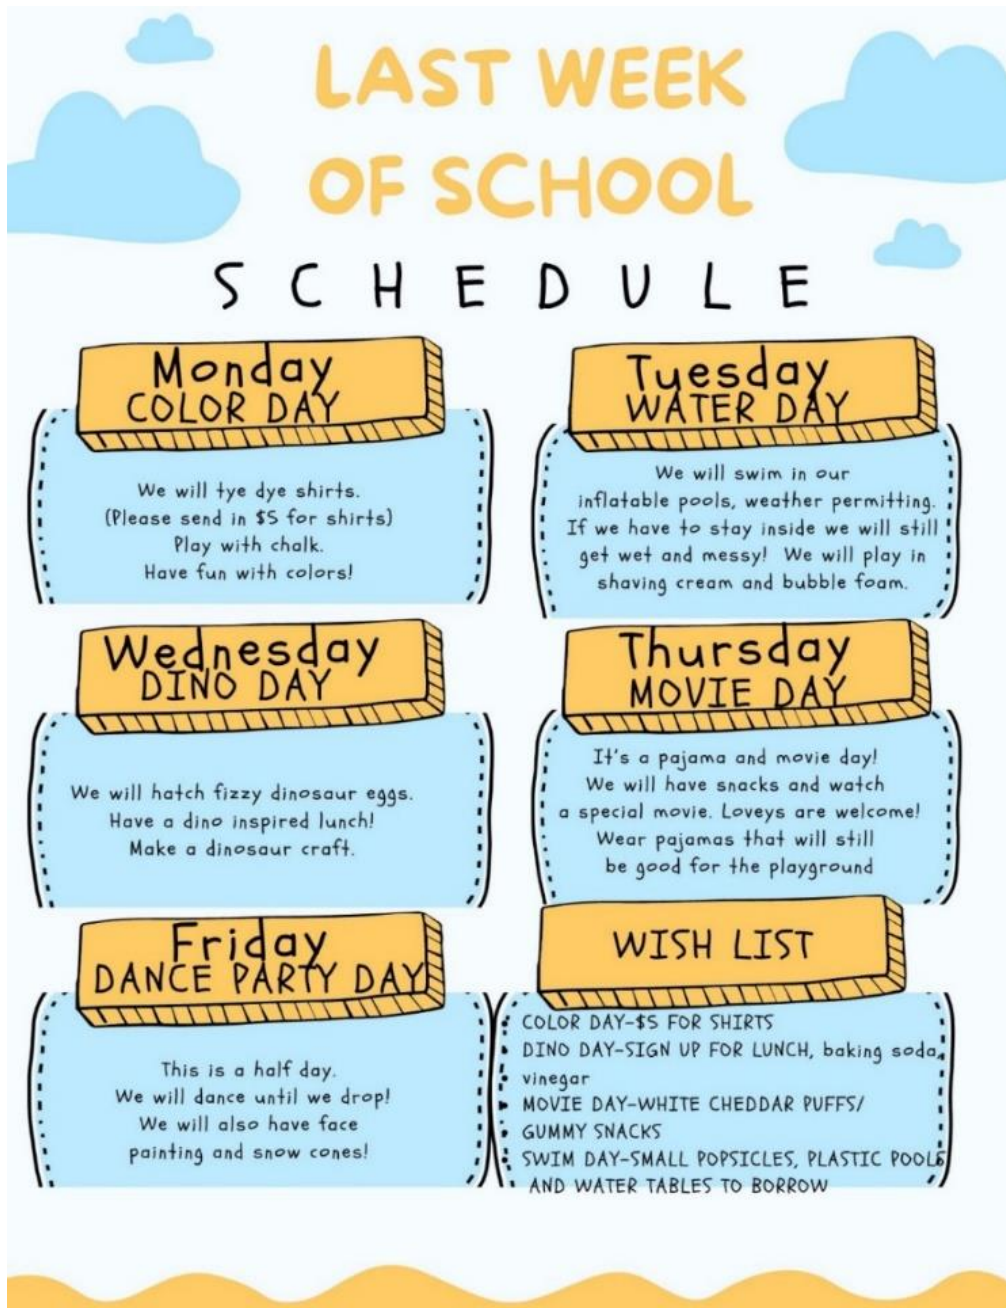 LAST WEEK
OF SCHOOL
SCHEDULE
Monday
COLOR DAY
We will tye dye shirts.
(Please send in $5 for shirts)
Play with chalk.
Have fun with colors!
Tuesday
WATER DAY
We will swim in our
inflatable pools, weather permitting.
If we have to stay inside we will still
get wet and messy! We will play in
shaving cream and bubble foam.
Wednesday
DINO DAY
We will hatch fizzy dinosaur eggs.
Have a dino inspired lunch!
Make a dinosaur craft.
Thursday
MOVIE DAY
It's a pajama and movie day!
We will have snacks and watch
a special movie. Loveys are welcome!
Wear pajamas that will still
be good for the playground
Friday
DANCE PARTY DAY
This is a half day.
We will dance until we drop!
We will also have face
painting and snow cones!
WISH LIST
COLOR DAY-$5 FOR SHIRTS
DINO DAY-SIGN UP FOR LUNCH, baking soda,
vinegar
MOVIE DAY-WHITE CHEDDAR PUFFS/
GUMMY SNACKS
SWIM DAY-SMALL POPSICLES, PLASTIC POOLS
AND WATER TABLES TO BORROW